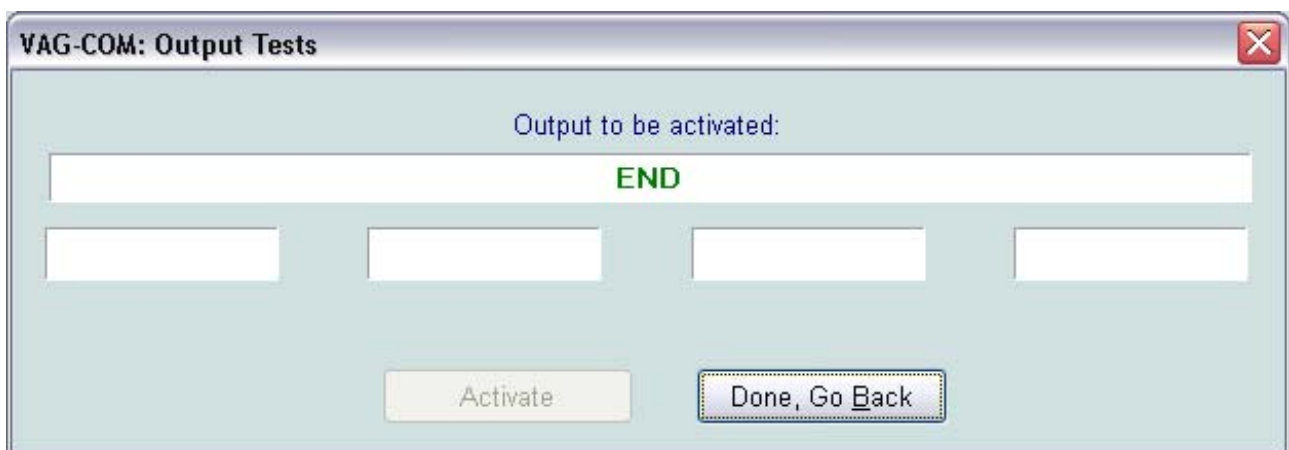 VAG-COM: Output Tests
Output to be activated:
END
Activate
Done, Go Back